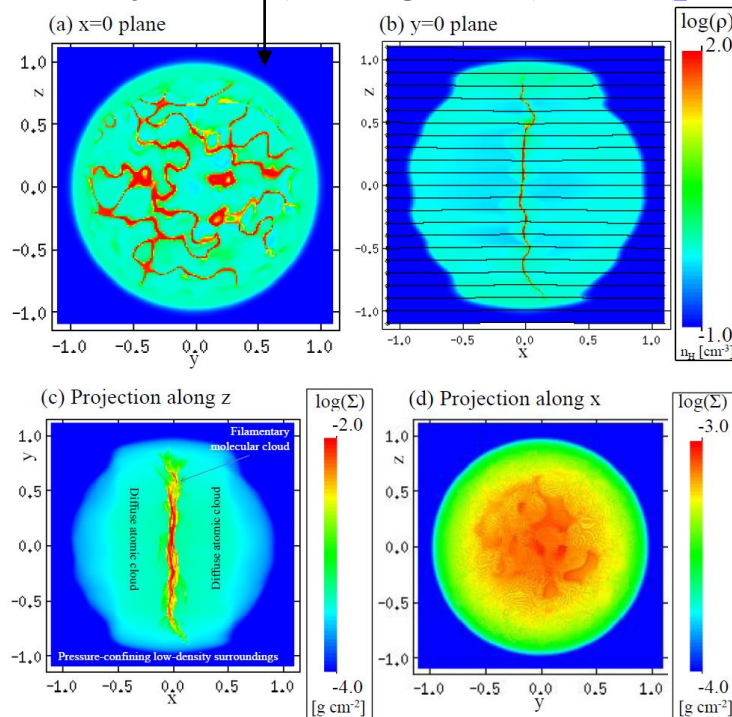 (a) x=0 plane
(b) y=0 plane
log(ρ)
2.0
-1.0
n_H [cm⁻³]
z
1.0
0.5
0.0
-0.5
-1.0
-1.0 -0.5 0.0 0.5 1.0
y
z
1.0
0.5
0.0
-0.5
-1.0
-1.0 -0.5 0.0 0.5 1.0
x
(c) Projection along z
log(Σ)
-2.0
-4.0
[g cm⁻²]
(d) Projection along x
log(Σ)
-3.0
-4.0
[g cm⁻²]
y
1.0
0.5
0.0
-0.5
-1.0
Filamentary
molecular cloud
Diffuse atomic cloud
Diffuse atomic cloud
Pressure-confining low-density surroundings
-1.0 -0.5 0.0 0.5 1.0
x
z
1.0
0.5
0.0
-0.5
-1.0
-1.0 -0.5 0.0 0.5 1.0
y